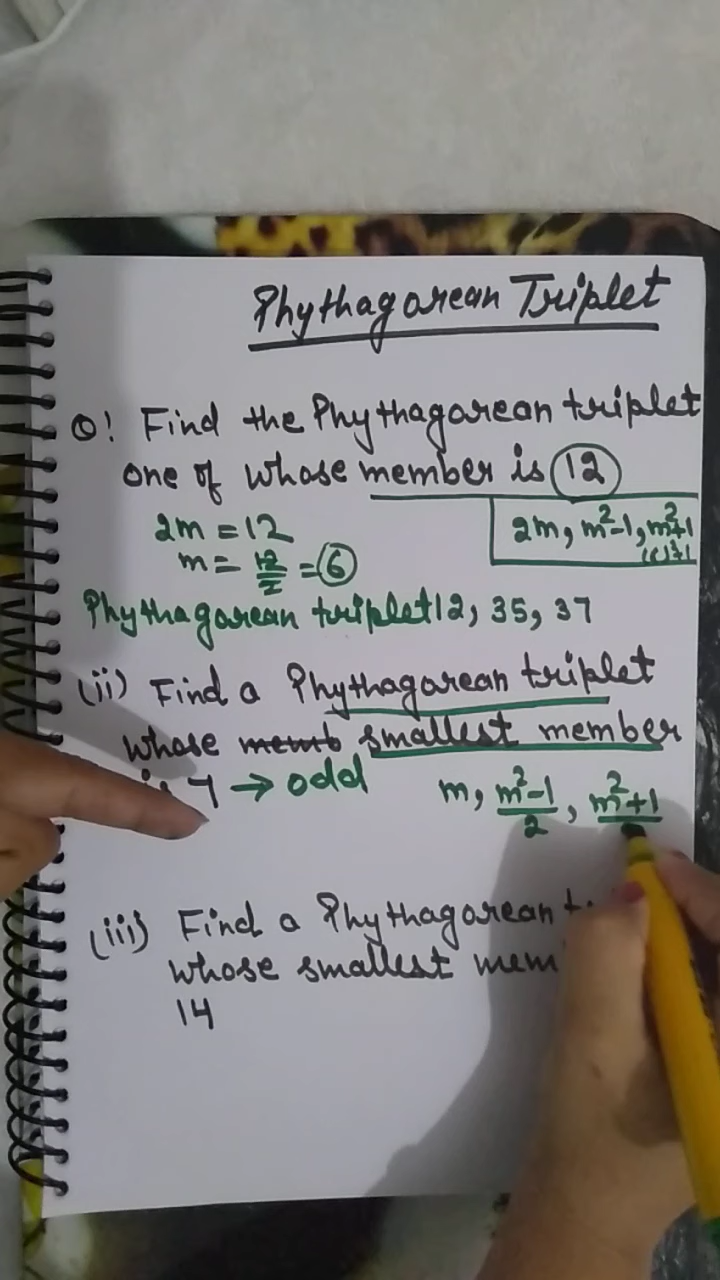 Phythagorean Triplet
Q! Find the Phythagorean triplet
one of whose member is 12
2m = 12
2m, m²-1, m²+1
m = 12/2 = 6
Phythagorean triplet 12, 35, 37
(ii) Find a Phythagorean triplet
whose smallest member
7 → odd
m, m²-1/2, m²+1
(iii) Find a Phythagorean
whose smallest mem
14